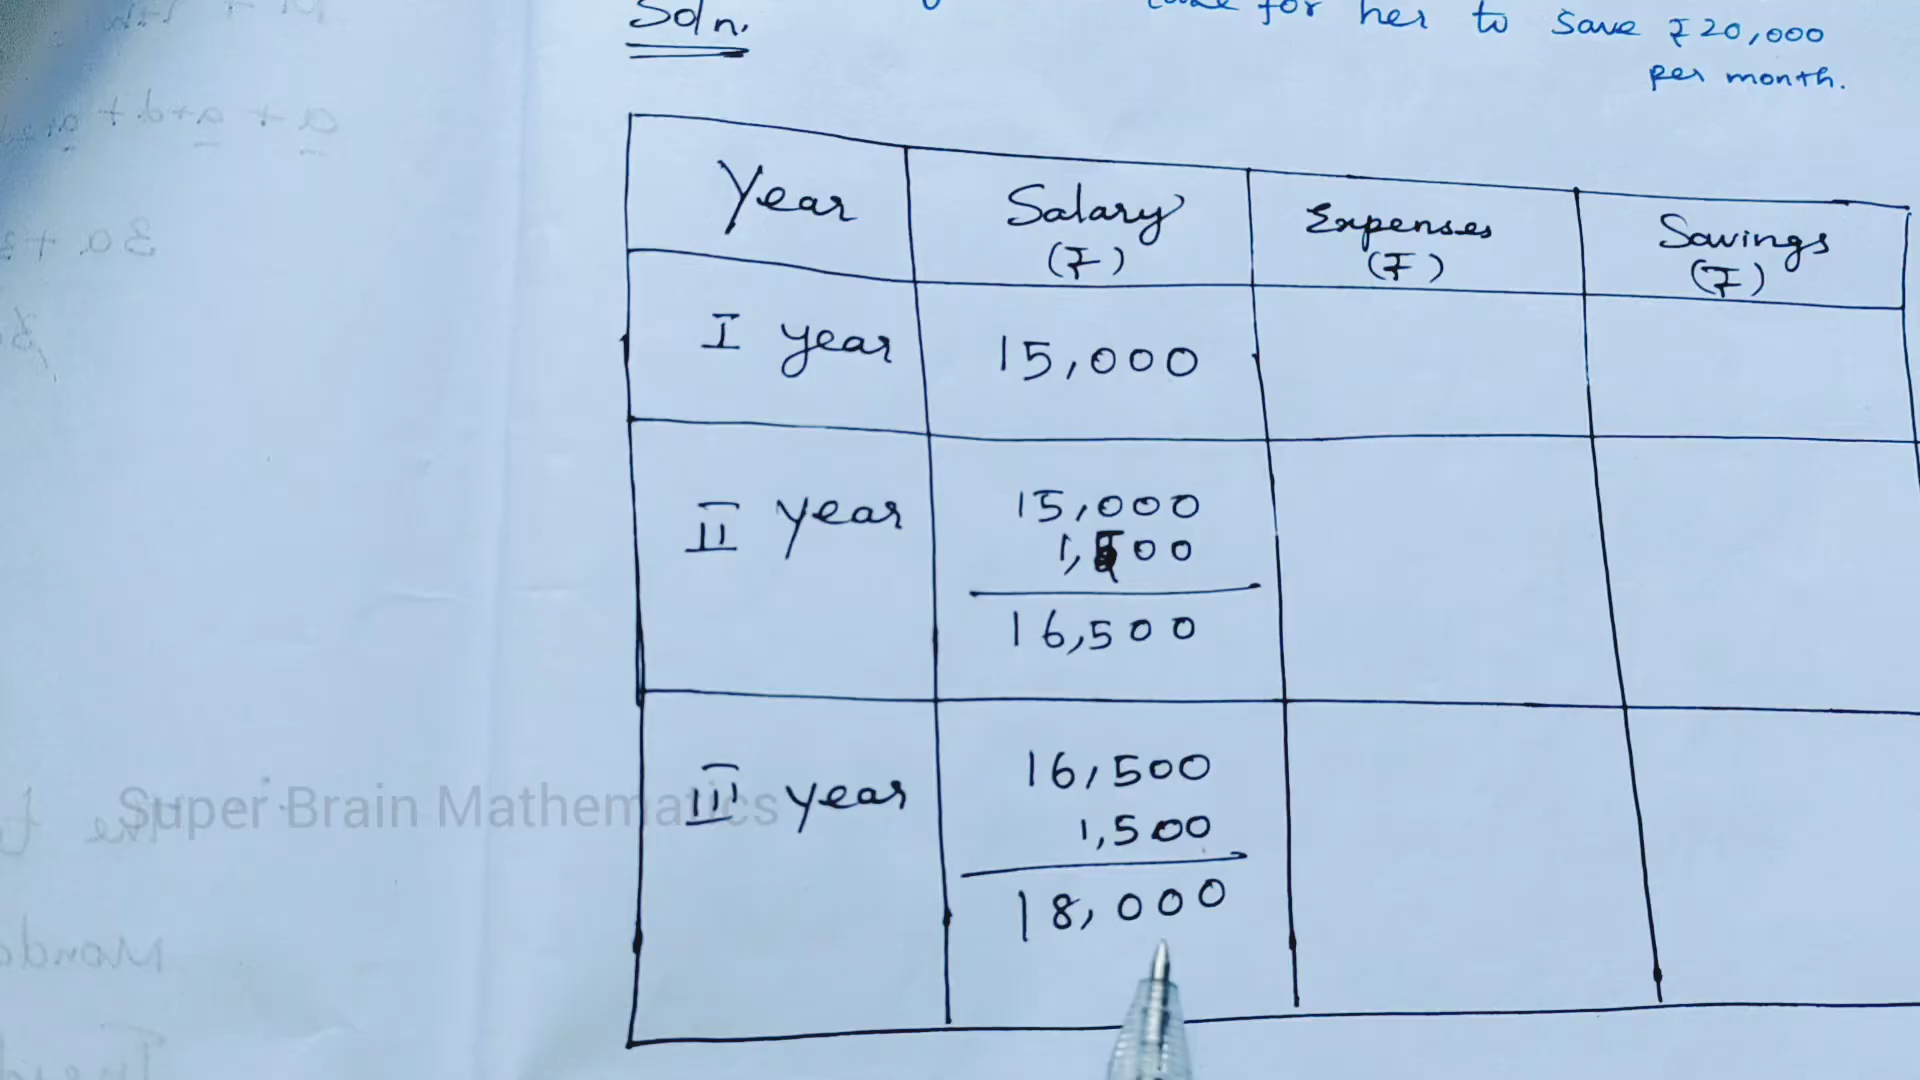 Soln.
for her to save ₹20,000
per month.
Year Salary (₹) Expenses (₹) Savings (₹)
I year 15,000
II year 15,000
1,500
16,500
III year 16,500
1,500
18,000
Super Brain Mathematics